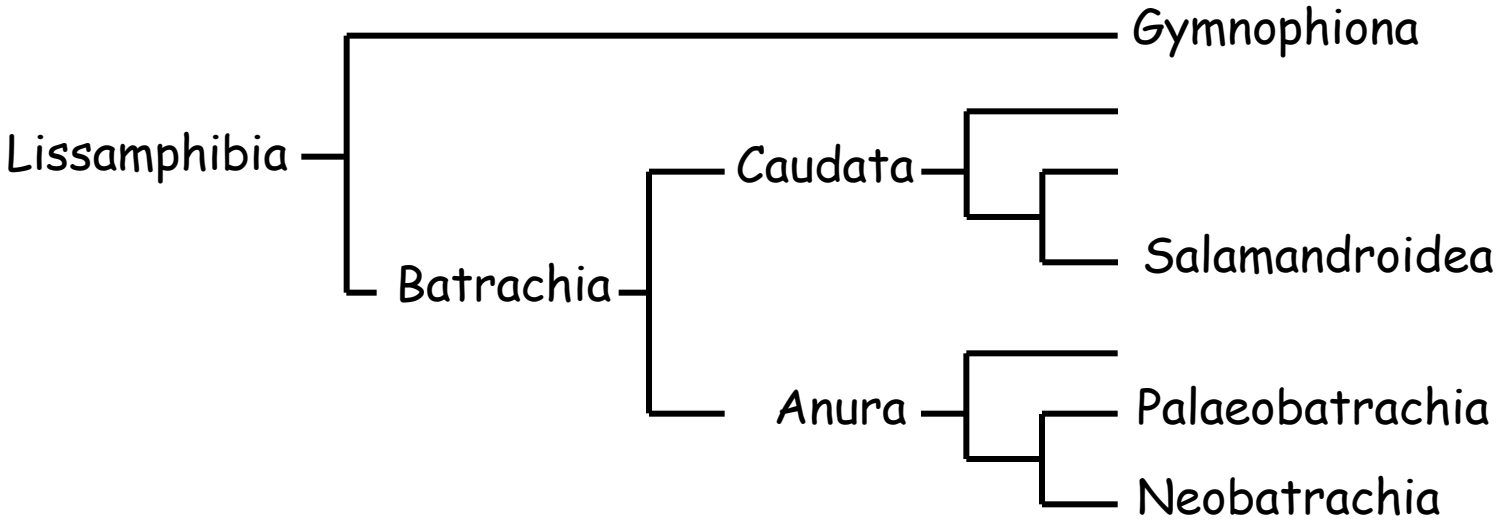 Gymnophiona
Lissamphibia
Caudata
Salamandroidea
Batrachia
Anura
Palaeobatrachia
Neobatrachia